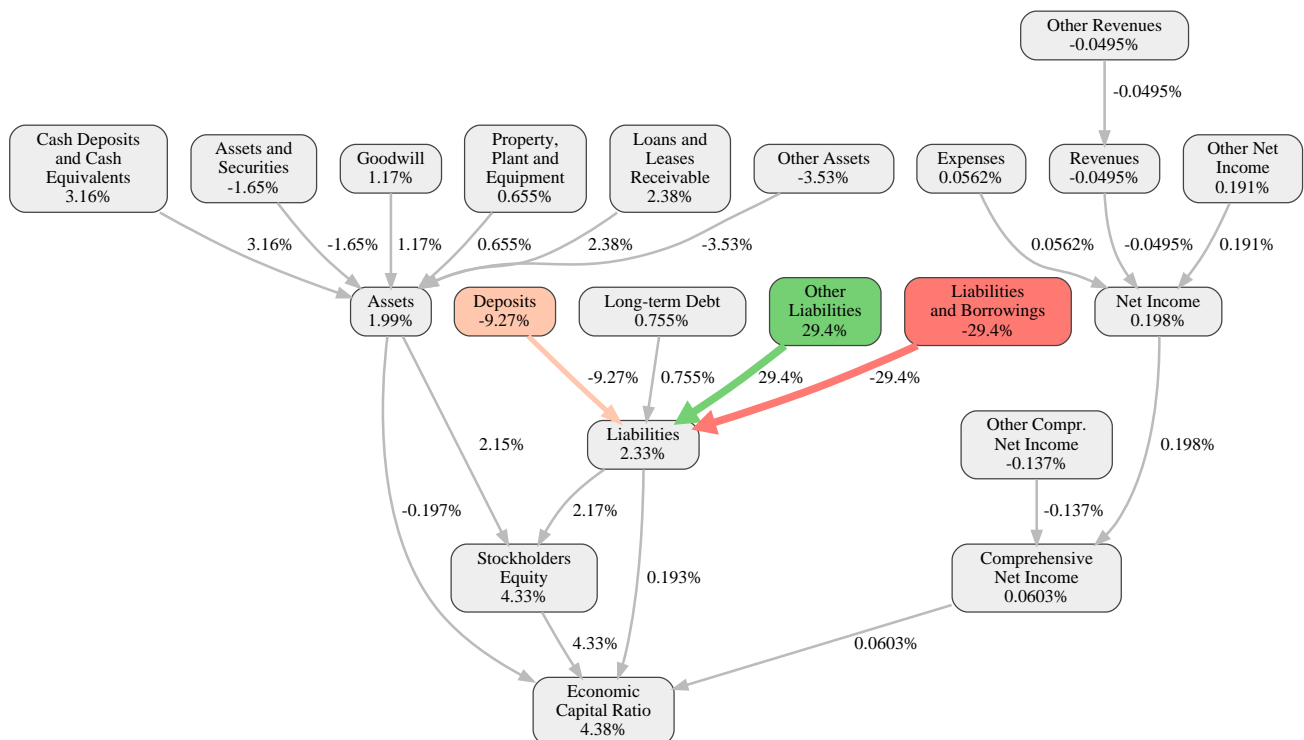 Other Revenues
-0.0495%
-0.0495%
Cash Deposits
and Cash
Equivalents
3.16%
Assets and
Securities
-1.65%
Goodwill
1.17%
Property,
Plant and
Equipment
0.655%
Loans and
Leases
Receivable
2.38%
Other Assets
-3.53%
Expenses
0.0562%
Revenues
-0.0495%
Other Net
Income
0.191%
3.16%
-1.65%
1.17%
0.655%
2.38%
-3.53%
0.0562%
-0.0495%
0.191%
Assets
1.99%
Deposits
-9.27%
Long-term Debt
0.755%
Other
Liabilities
29.4%
Liabilities
and Borrowings
-29.4%
Net Income
0.198%
-9.27%
0.755%
29.4%
-29.4%
Liabilities
2.33%
Other Compr.
Net Income
-0.137%
2.15%
0.198%
-0.197%
2.17%
-0.137%
Stockholders
Equity
4.33%
0.193%
Comprehensive
Net Income
0.0603%
4.33%
0.0603%
Economic
Capital Ratio
4.38%